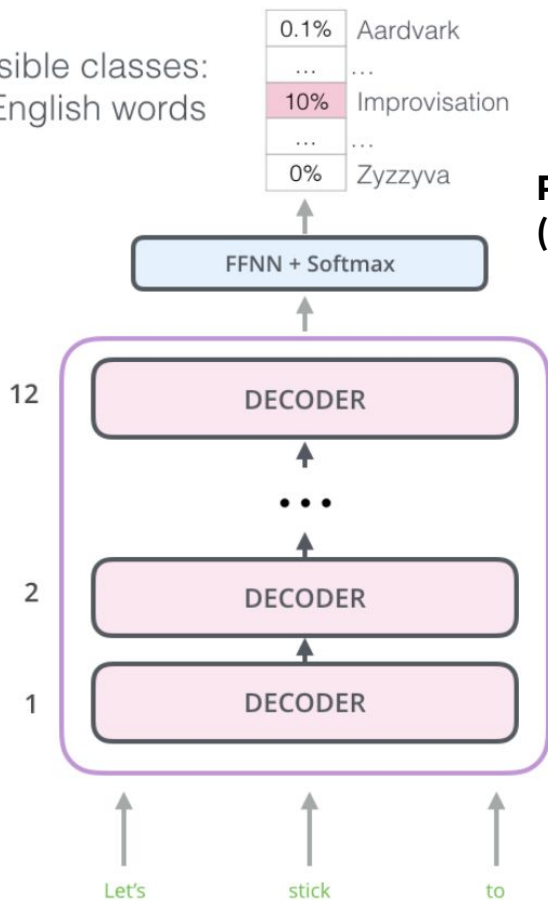 0.1% Aardvark
sible classes:
... ...
English words
10% Improvisation
... ...
0% Zyzzyva
P
(
FFNN + Softmax
12
DECODER
...
2
DECODER
1
DECODER
Let's stick to